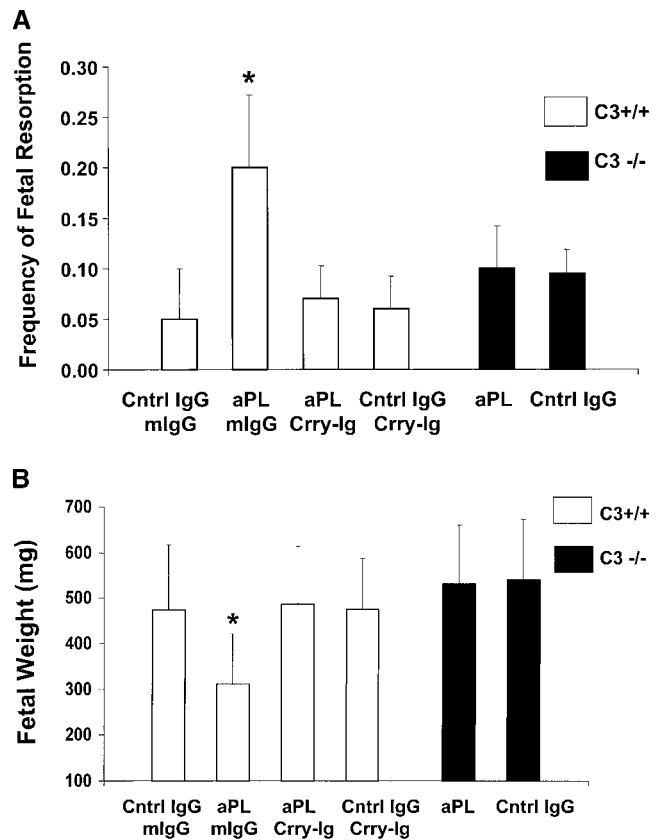 A
Frequency of Fetal Resorption
0.30
0.25
0.20
0.15
0.10
0.05
0.00
*
C3+/+
C3 -/-
Cntrl IgG
mIgG
aPL
mIgG
aPL
Crry-Ig
Cntrl IgG
Crry-Ig
aPL
Cntrl IgG
B
Fetal Weight (mg)
700
600
500
400
300
200
100
*
C3+/+
C3 -/-
Cntrl IgG
mIgG
aPL
mIgG
aPL
Crry-Ig
Cntrl IgG
Crry-Ig
aPL
Cntrl IgG